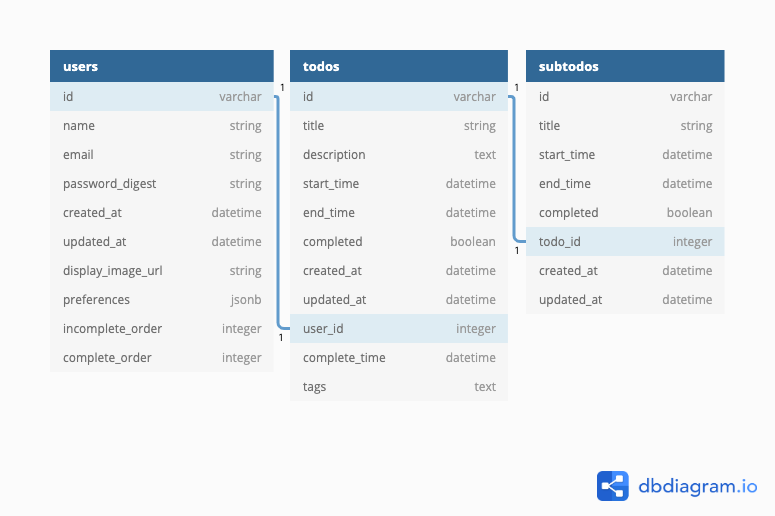 users
id varchar
name string
email string
password_digest string
created_at datetime
updated_at datetime
display_image_url string
preferences jsonb
incomplete_order integer
complete_order integer
1
1
todos
id varchar
title string
description text
start_time datetime
end_time datetime
completed boolean
created_at datetime
updated_at datetime
user_id integer
complete_time datetime
tags text
1
1
subtodos
id varchar
title string
start_time datetime
end_time datetime
completed boolean
todo_id integer
created_at datetime
updated_at datetime
dbdiagram.io